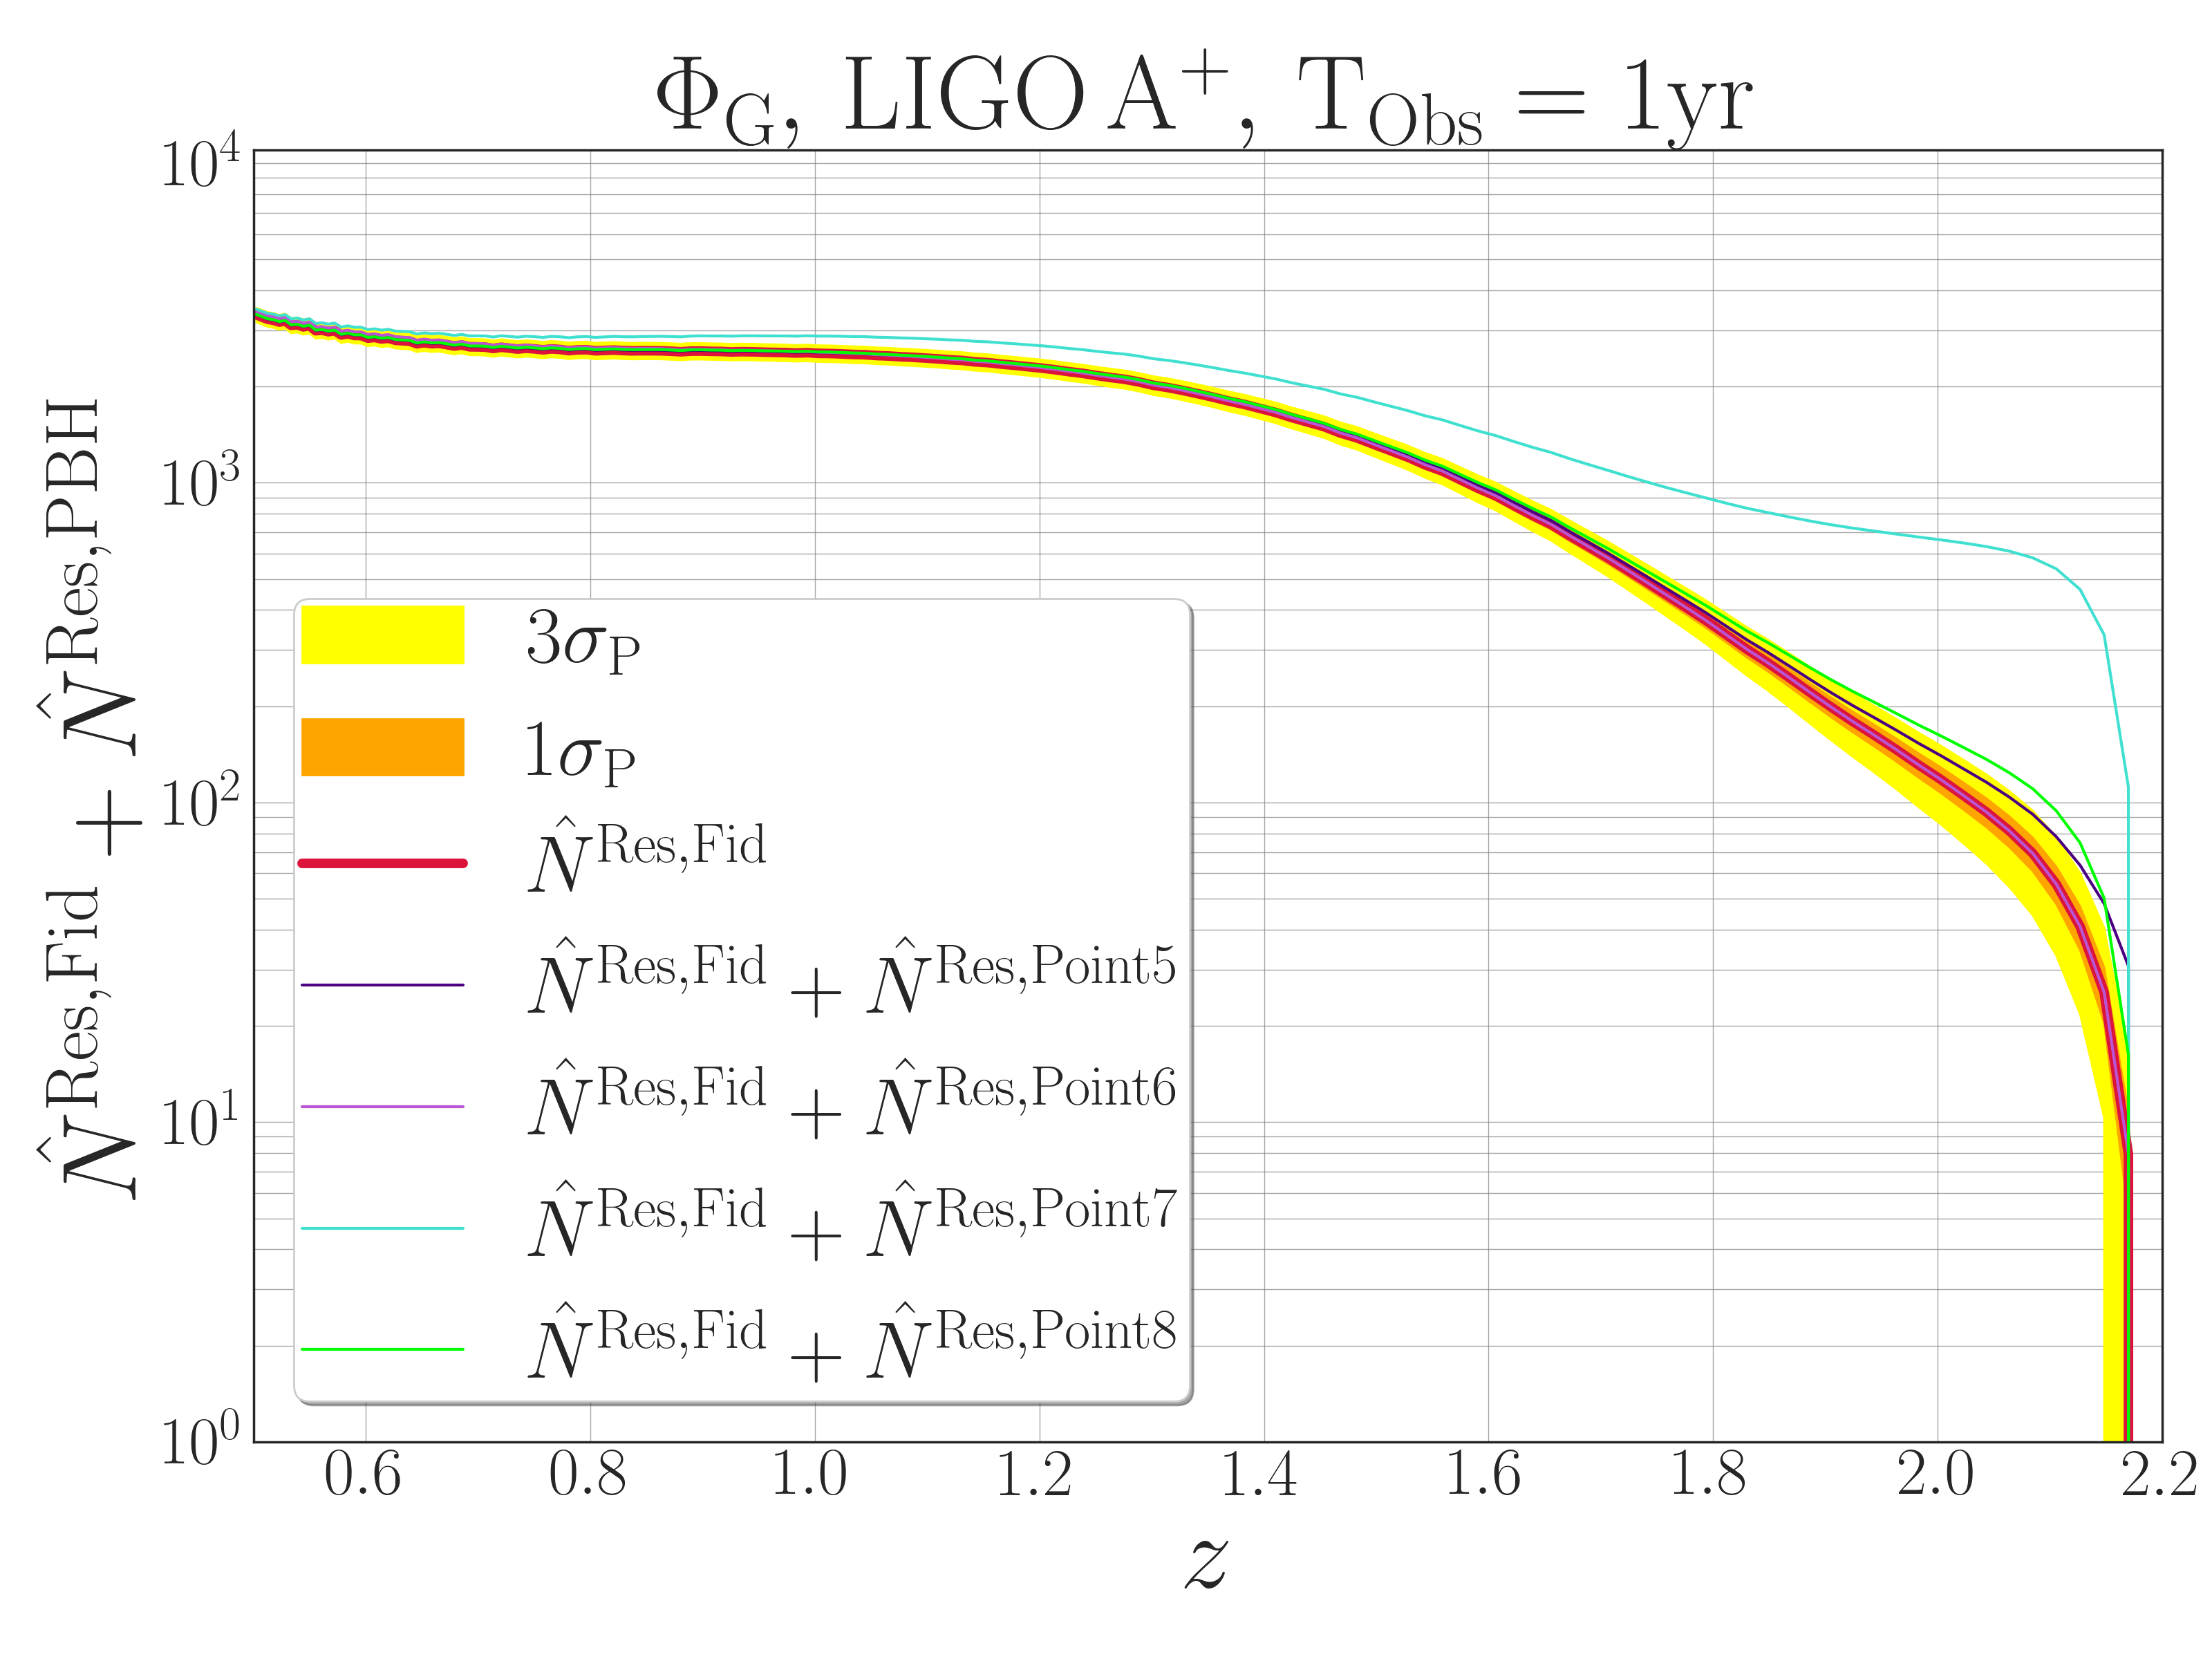 Φ_G, LIGO A^+, T_Obs = 1yr
N̂^Res,Fid + N̂^Res,PBH
10^4
10^3
10^2
10^1
10^0
3σ_P
1σ_P
N̂^Res,Fid
N̂^Res,Fid + N̂^Res,Point5
N̂^Res,Fid + N̂^Res,Point6
N̂^Res,Fid + N̂^Res,Point7
N̂^Res,Fid + N̂^Res,Point8
0.6 0.8 1.0 1.2 1.4 1.6 1.8 2.0 2.2
z